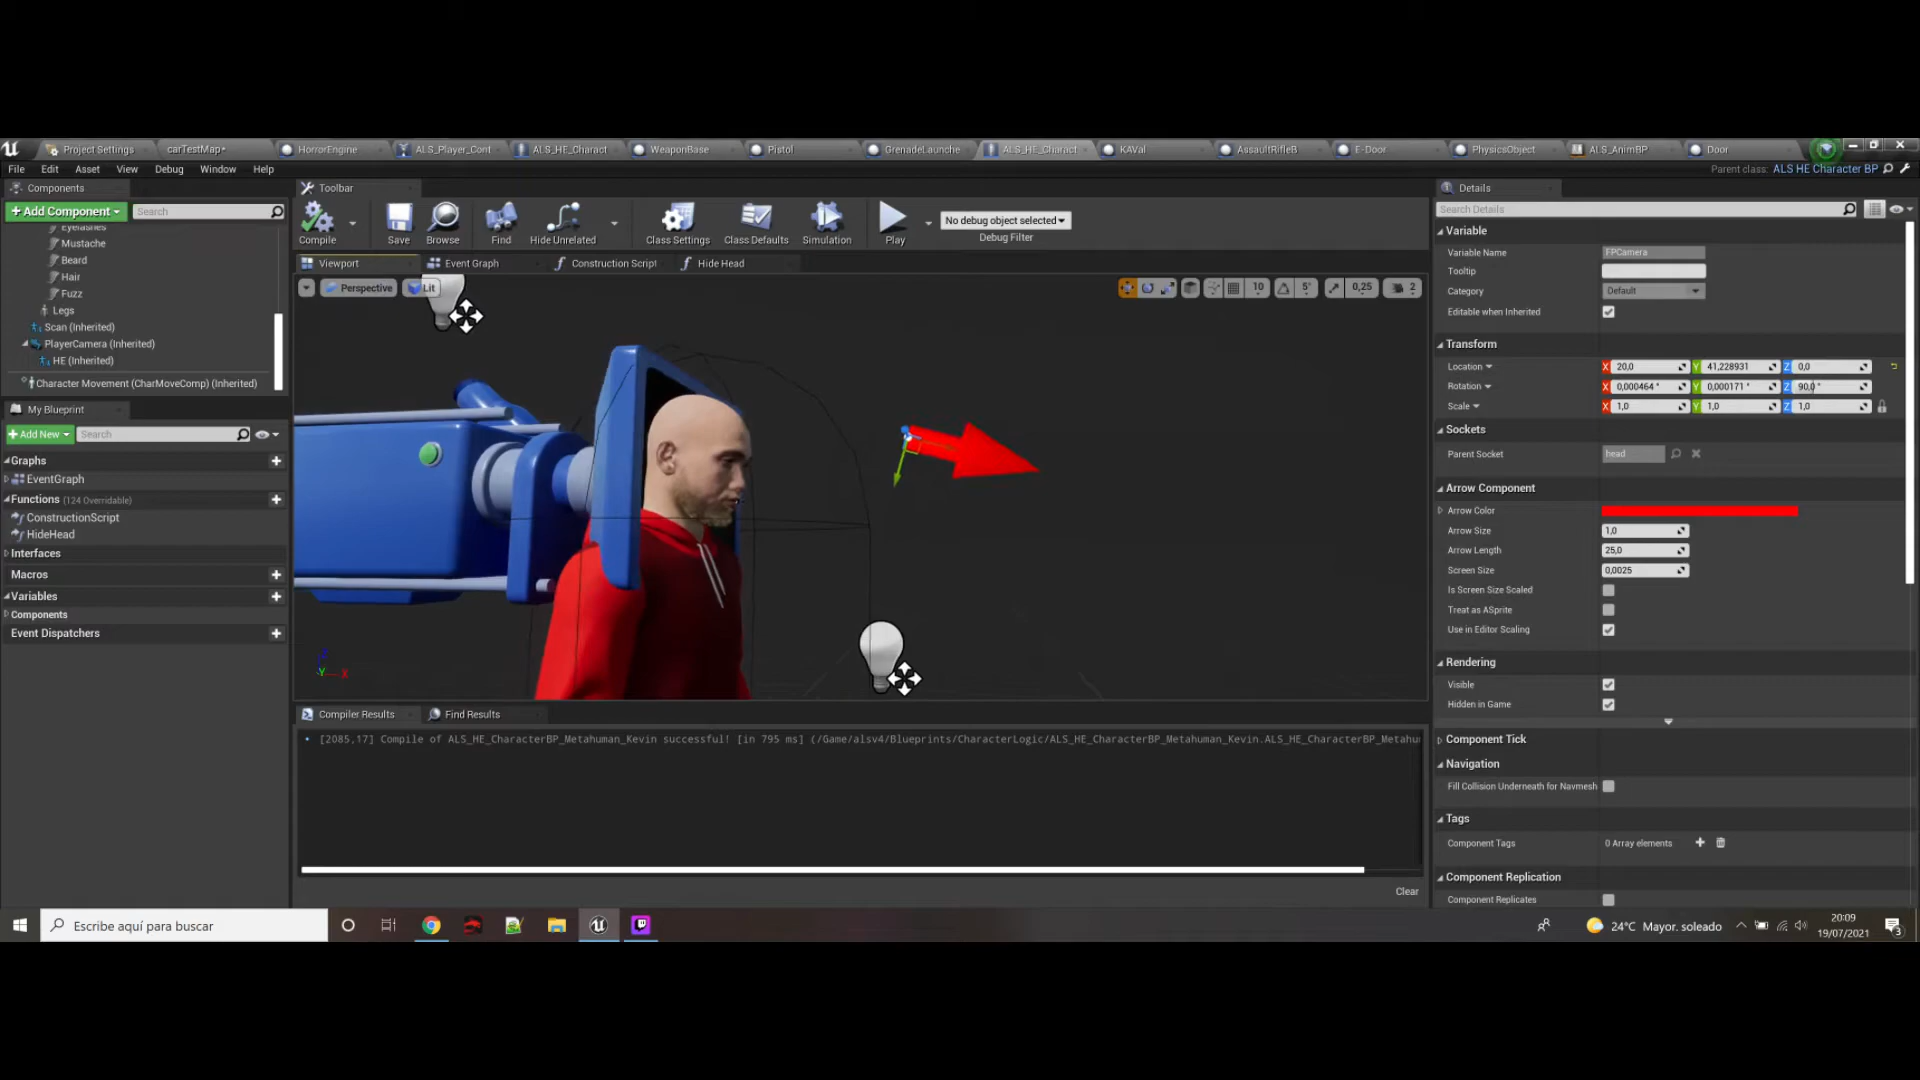 Project Settings
carTestMap*
HorrorEngine
ALS_Player_Cont
ALS_HE_Charact
WeaponBase
Pistol
GrenadeLaunche
ALS_HE_Charact
KAVal
AssaultRifleB
E-Door
PhysicsObject
ALS_AnimBP
Door
File Edit Asset View Debug Window Help
Parent class: ALS HE Character BP
Components
Add Component
Search
Eyelashes
Mustache
Beard
Hair
Fuzz
Legs
Scan (Inherited)
PlayerCamera (Inherited)
HE (Inherited)
Character Movement (CharMoveComp) (Inherited)
My Blueprint
Add New
Search
Graphs
EventGraph
Functions (124 Overridable)
ConstructionScript
HideHead
Interfaces
Macros
Variables
Components
Event Dispatchers
Toolbar
Compile
Save
Browse
Find
Hide Unrelated
Class Settings
Class Defaults
Simulation
Play
No debug object selected
Debug Filter
Viewport
Event Graph
Construction Script
Hide Head
Perspective
Lit
10
5°
0,25
2
Z
Y X
Compiler Results
Find Results
[2085,17] Compile of ALS_HE_CharacterBP_Metahuman_Kevin successful! [in 795 ms] (/Game/alsv4/Blueprints/CharacterLogic/ALS_HE_CharacterBP_Metahuman_Kevin.ALS_HE_CharacterBP_Metahu
Clear
Details
Search Details
Variable
Variable Name FPCamera
Tooltip
Category Default
Editable when Inherited
Transform
Location X 20,0 Y 41,228931 Z 0,0
Rotation X 0,000464 ° Y 0,000171 ° Z 90,0 °
Scale X 1,0 Y 1,0 Z 1,0
Sockets
Parent Socket head
Arrow Component
Arrow Color
Arrow Size 1,0
Arrow Length 25,0
Screen Size 0,0025
Is Screen Size Scaled
Treat as ASprite
Use in Editor Scaling
Rendering
Visible
Hidden in Game
Component Tick
Navigation
Fill Collision Underneath for Navmesh
Tags
Component Tags 0 Array elements
Component Replication
Component Replicates
Escribe aquí para buscar
24°C Mayor. soleado
20:09
19/07/2021
3